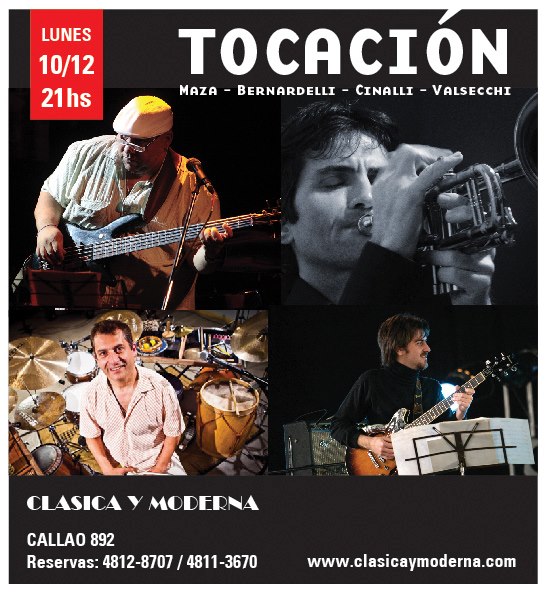 LUNES
10/12
21hs
TOCACIÓN
MAZA - BERNARDELLI - CINALLI - VALSECCHI
CLASICA Y MODERNA
CALLAO 892
Reservas: 4812-8707 / 4811-3670
www.clasicaymoderna.com